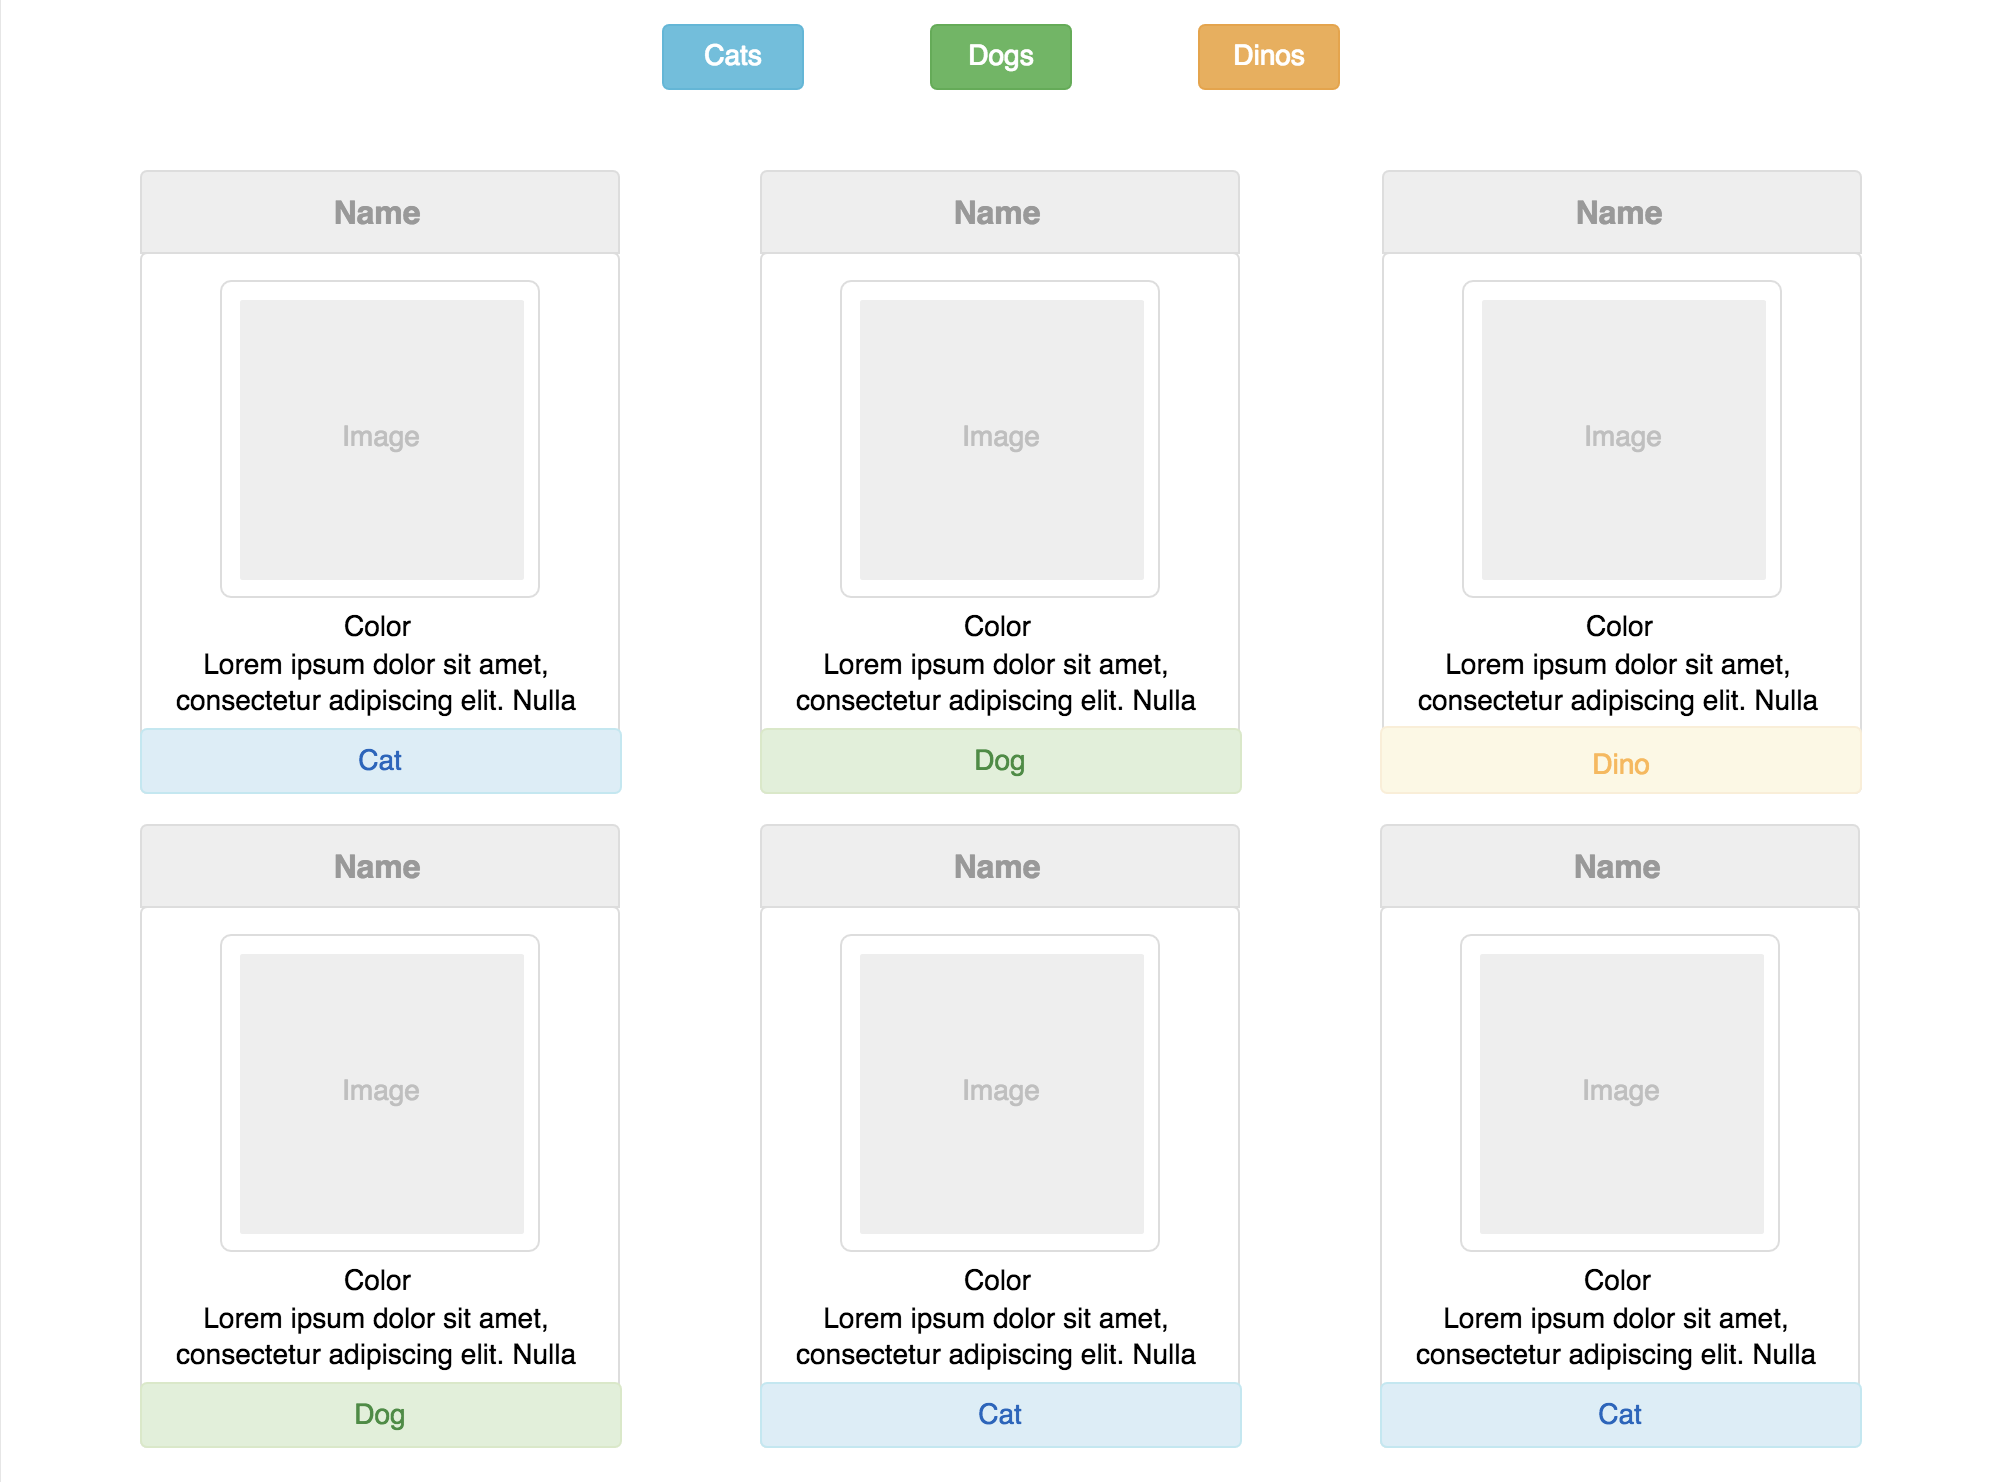 Cats
Dogs
Dinos
Name
Name
Name
Image
Image
Image
Color
Lorem ipsum dolor sit amet,
consectetur adipiscing elit. Nulla
Color
Lorem ipsum dolor sit amet,
consectetur adipiscing elit. Nulla
Color
Lorem ipsum dolor sit amet,
consectetur adipiscing elit. Nulla
Cat
Dog
Dino
Name
Name
Name
Image
Image
Image
Color
Lorem ipsum dolor sit amet,
consectetur adipiscing elit. Nulla
Color
Lorem ipsum dolor sit amet,
consectetur adipiscing elit. Nulla
Color
Lorem ipsum dolor sit amet,
consectetur adipiscing elit. Nulla
Dog
Cat
Cat